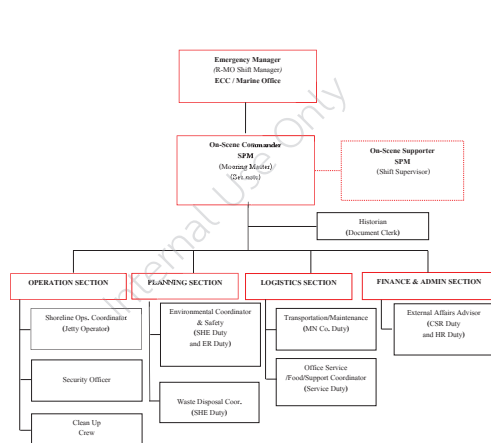 Emergency Manager
(R-MO Shift Manager)
ECC / Marine Office
On-Scene Commander
SPM
(Mooring Master)
(See note)
On-Scene Supporter
SPM
(Shift Supervisor)
Historian
(Document Clerk)
OPERATION SECTION
PLANNING SECTION
LOGISTICS SECTION
FINANCE & ADMIN SECTION
Shoreline Ops. Coordinator
(Jetty Operator)
Environmental Coordinator
& Safety
(SHE Duty
and ER Duty)
Transportation/Maintenance
(MN Co. Duty)
External Affairs Advisor
(CSR Duty
and HR Duty)
Security Officer
Office Service
/Food/Support Coordinator
(Service Duty)
Waste Disposal Coor.
(SHE Duty)
Clean Up
Crew
Internal Use Only